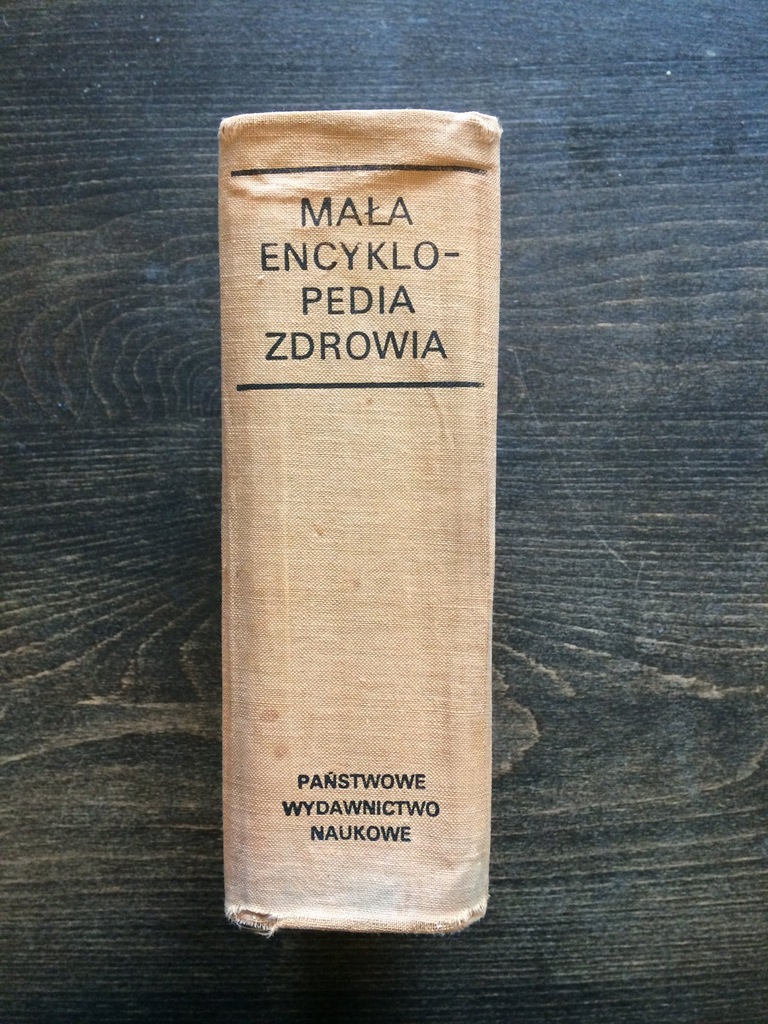 MAŁA
ENCYKLO-
PEDIA
ZDROWIA
PAŃSTWOWE
WYDAWNICTWO
NAUKOWE